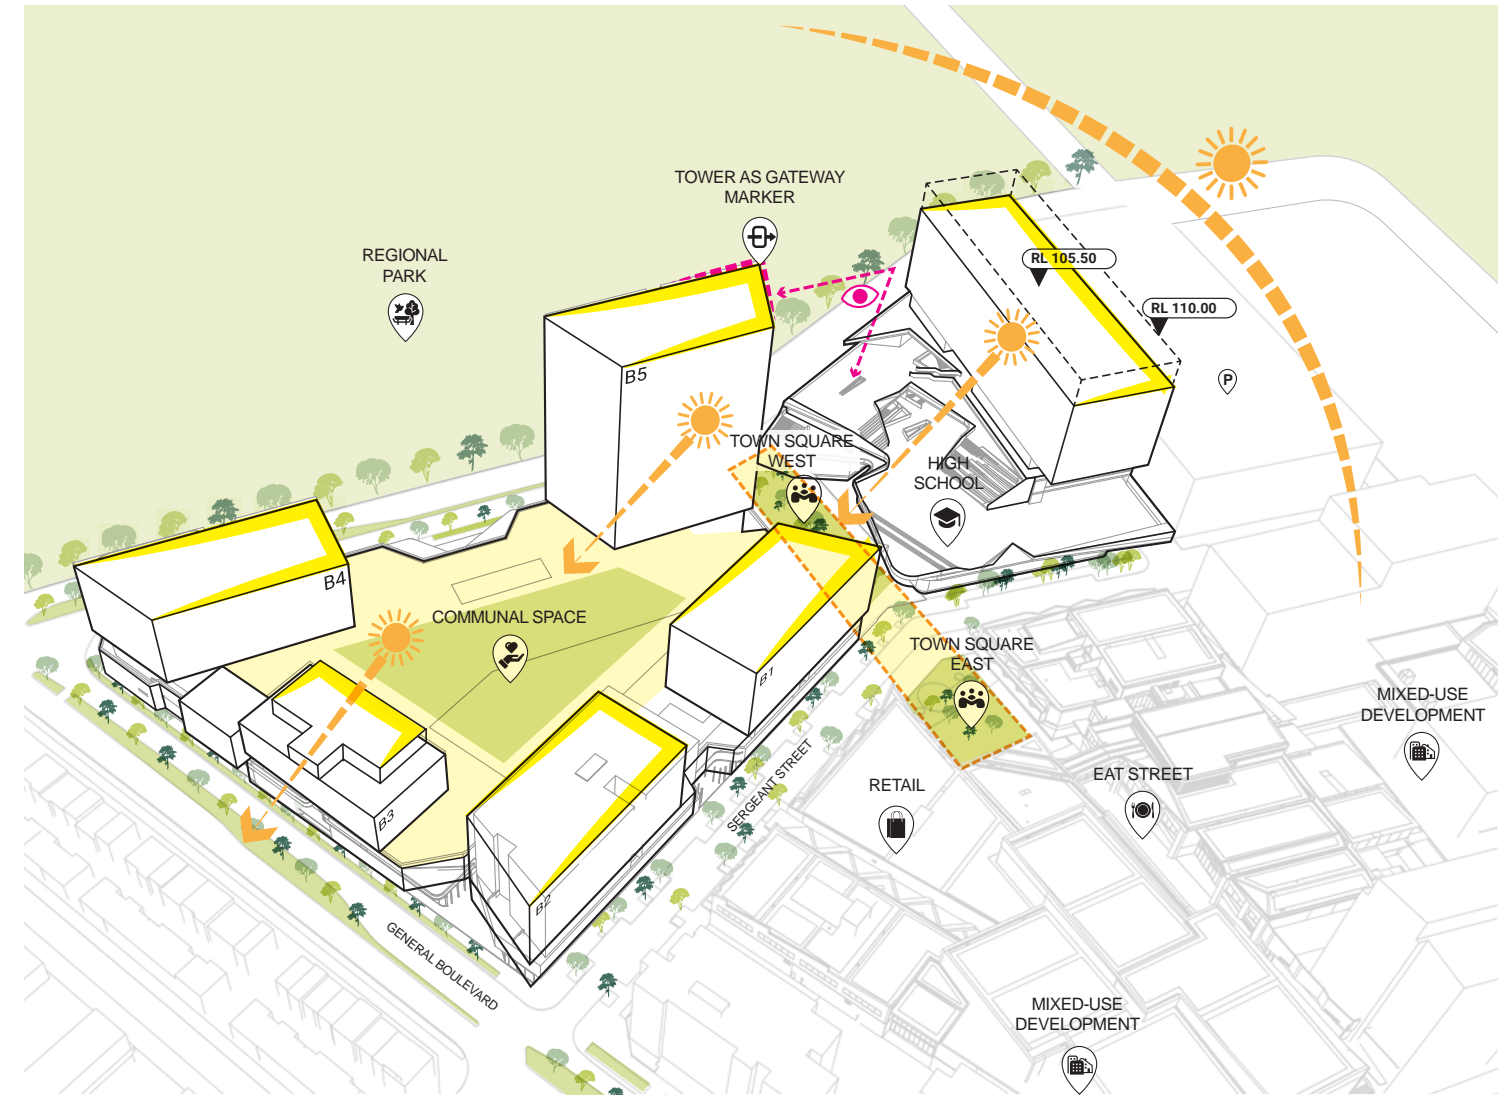 TOWER AS GATEWAY
MARKER
REGIONAL
PARK
RL 105.50
RL 110.00
P
B5
TOWN SQUARE
WEST
HIGH
SCHOOL
B4
COMMUNAL SPACE
TOWN SQUARE
EAST
B1
MIXED-USE
DEVELOPMENT
SERGEANT STREET
RETAIL
EAT STREET
B3
B2
GENERAL BOULEVARD
MIXED-USE
DEVELOPMENT